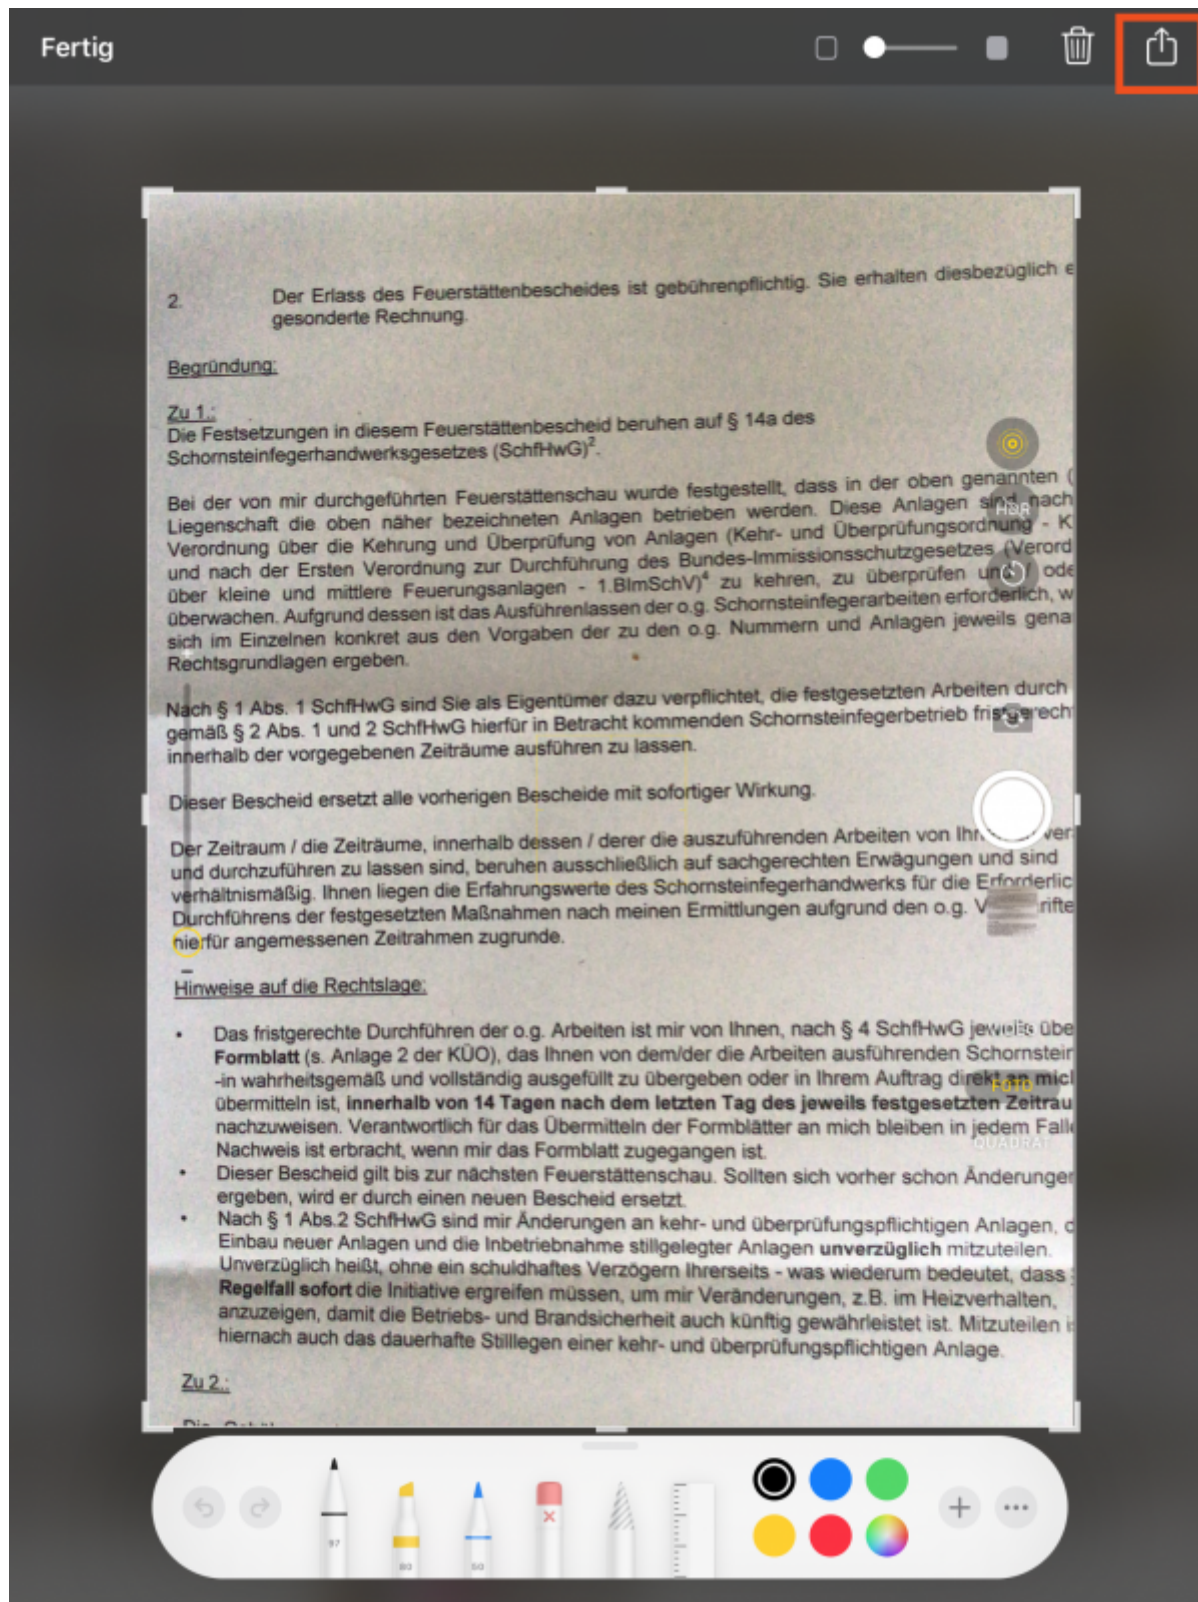 Fertig
2. Der Erlass des Feuerstättenbescheides ist gebührenpflichtig. Sie erhalten diesbezüglich e
gesonderte Rechnung.
Begründung:
Zu 1.:
Die Festsetzungen in diesem Feuerstättenbescheid beruhen auf § 14a des
Schornsteinfegerhandwerksgesetzes (SchfHwG)².
Bei der von mir durchgeführten Feuerstättenschau wurde festgestellt, dass in der oben genannten (
Liegenschaft die oben näher bezeichneten Anlagen betrieben werden. Diese Anlagen sind nach
Verordnung über die Kehrung und Überprüfung von Anlagen (Kehr- und Überprüfungsordnung - K
und nach der Ersten Verordnung zur Durchführung des Bundes-Immissionsschutzgesetzes (Verord
über kleine und mittlere Feuerungsanlagen - 1.BImSchV)⁴ zu kehren, zu überprüfen und / ode
überwachen. Aufgrund dessen ist das Ausführenlassen der o.g. Schornsteinfegerarbeiten erforderlich, w
sich im Einzelnen konkret aus den Vorgaben der zu den o.g. Nummern und Anlagen jeweils gena
Rechtsgrundlagen ergeben.
Nach § 1 Abs. 1 SchfHwG sind Sie als Eigentümer dazu verpflichtet, die festgesetzten Arbeiten durch
gemäß § 2 Abs. 1 und 2 SchfHwG hierfür in Betracht kommenden Schornsteinfegerbetrieb fristgerech
innerhalb der vorgegebenen Zeiträume ausführen zu lassen.
Dieser Bescheid ersetzt alle vorherigen Bescheide mit sofortiger Wirkung.
Der Zeitraum / die Zeiträume, innerhalb dessen / derer die auszuführenden Arbeiten von ver
und durchzuführen zu lassen sind, beruhen ausschließlich auf sachgerechten Erwägungen und sind
verhältnismäßig. Ihnen liegen die Erfahrungswerte des Schornsteinfegerhandwerks für die Erforderlic
Durchführens der festgesetzten Maßnahmen nach meinen Ermittlungen aufgrund den o.g. V rifte
hierfür angemessenen Zeitrahmen zugrunde.
Hinweise auf die Rechtslage:
• Das fristgerechte Durchführen der o.g. Arbeiten ist mir von Ihnen, nach § 4 SchfHwG jeweils übe
Formblatt (s. Anlage 2 der KÜO), das Ihnen von dem/der die Arbeiten ausführenden Schornstein
-in wahrheitsgemäß und vollständig ausgefüllt zu übergeben oder in Ihrem Auftrag direkt an mich
übermitteln ist, innerhalb von 14 Tagen nach dem letzten Tag des jeweils festgesetzten Zeitrau
nachzuweisen. Verantwortlich für das Übermitteln der Formblätter an mich bleiben in jedem Falle
Nachweis ist erbracht, wenn mir das Formblatt zugegangen ist.
• Dieser Bescheid gilt bis zur nächsten Feuerstättenschau. Sollten sich vorher schon Änderungen
ergeben, wird er durch einen neuen Bescheid ersetzt.
• Nach § 1 Abs.2 SchfHwG sind mir Änderungen an kehr- und überprüfungspflichtigen Anlagen, d
Einbau neuer Anlagen und die Inbetriebnahme stillgelegter Anlagen unverzüglich mitzuteilen.
Unverzüglich heißt, ohne ein schuldhaftes Verzögern Ihrerseits - was wiederum bedeutet, dass
Regelfall sofort die Initiative ergreifen müssen, um mir Veränderungen, z.B. im Heizverhalten,
anzuzeigen, damit die Betriebs- und Brandsicherheit auch künftig gewährleistet ist. Mitzuteilen i
hiernach auch das dauerhafte Stilllegen einer kehr- und überprüfungspflichtigen Anlage.
Zu 2.:
HDR
FOTO
QUADRAT
97
80
50